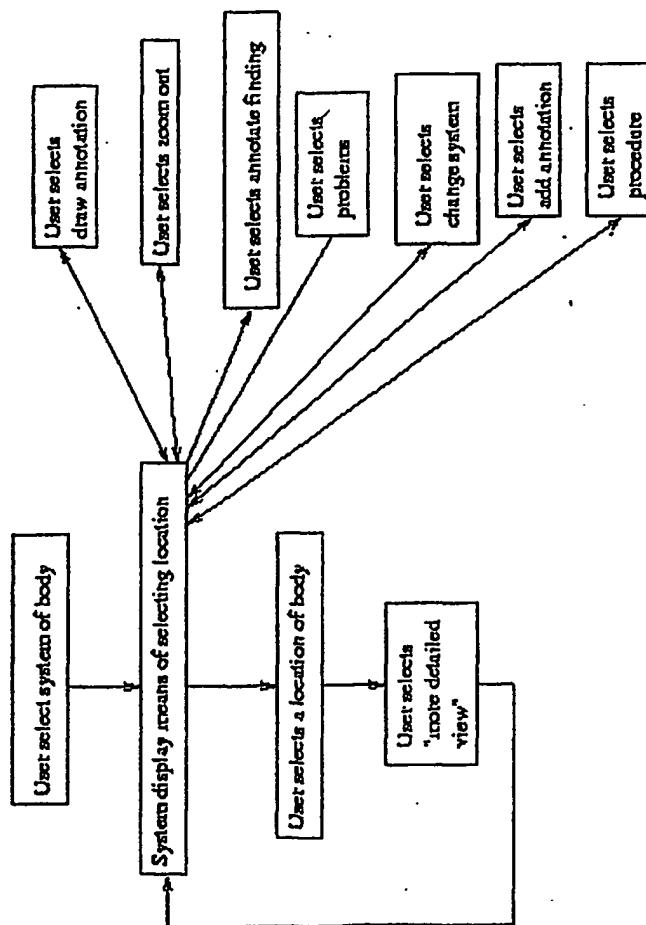 User select system of body
System display means of selecting location
User selects a location of body
User selects
"more detailed
view"
User selects
draw annotation
User selects zoom out
User selects annotate finding
User selects
problems
User selects
change system
User selects
add annotation
User selects
procedure